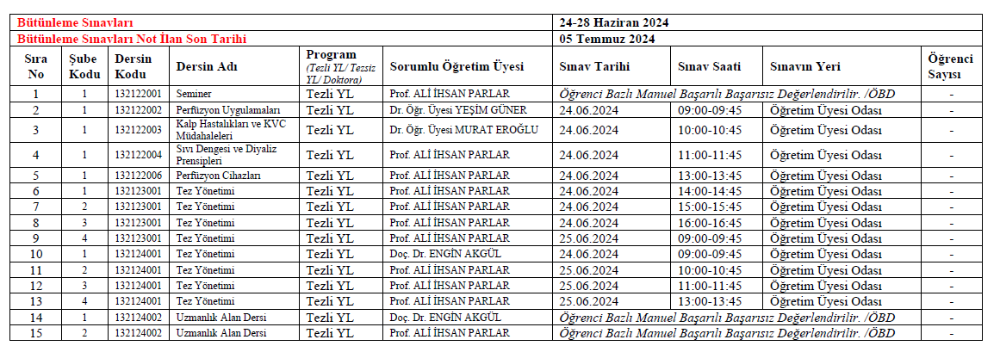 Bütünleme Sınavları 24-28 Haziran 2024
Bütünleme Sınavları Not İlan Son Tarihi 05 Temmuz 2024
Sıra No Şube Kodu Dersin Kodu Dersin Adı Program (Tezli YL/ Tezsiz YL/ Doktora) Sorumlu Öğretim Üyesi Sınav Tarihi Sınav Saati Sınavın Yeri Öğrenci Sayısı
1 1 132122001 Seminer Tezli YL Prof. ALİ İHSAN PARLAR Öğrenci Bazlı Manuel Başarılı Başarısız Değerlendirilir. /ÖBD -
2 1 132122002 Perfüzyon Uygulamaları Tezli YL Dr. Öğr. Üyesi YEŞİM GÜNER 24.06.2024 09:00-09:45 Öğretim Üyesi Odası -
3 1 132122003 Kalp Hastalıkları ve KVC Müdahaleleri Tezli YL Dr. Öğr. Üyesi MURAT EROĞLU 24.06.2024 10:00-10:45 Öğretim Üyesi Odası -
4 1 132122004 Sıvı Dengesi ve Diyaliz Prensipleri Tezli YL Prof. ALİ İHSAN PARLAR 24.06.2024 11:00-11:45 Öğretim Üyesi Odası -
5 1 132122006 Perfüzyon Cihazları Tezli YL Prof. ALİ İHSAN PARLAR 24.06.2024 13:00-13:45 Öğretim Üyesi Odası -
6 1 132123001 Tez Yönetimi Tezli YL Prof. ALİ İHSAN PARLAR 24.06.2024 14:00-14:45 Öğretim Üyesi Odası -
7 2 132123001 Tez Yönetimi Tezli YL Prof. ALİ İHSAN PARLAR 24.06.2024 15:00-15:45 Öğretim Üyesi Odası -
8 3 132123001 Tez Yönetimi Tezli YL Prof. ALİ İHSAN PARLAR 24.06.2024 16:00-16:45 Öğretim Üyesi Odası -
9 4 132123001 Tez Yönetimi Tezli YL Prof. ALİ İHSAN PARLAR 25.06.2024 09:00-09:45 Öğretim Üyesi Odası -
10 1 132124001 Tez Yönetimi Tezli YL Doç. Dr. ENGİN AKGÜL 24.06.2024 09:00-09:45 Öğretim Üyesi Odası -
11 2 132124001 Tez Yönetimi Tezli YL Prof. ALİ İHSAN PARLAR 25.06.2024 10:00-10:45 Öğretim Üyesi Odası -
12 3 132124001 Tez Yönetimi Tezli YL Prof. ALİ İHSAN PARLAR 25.06.2024 11:00-11:45 Öğretim Üyesi Odası -
13 4 132124001 Tez Yönetimi Tezli YL Prof. ALİ İHSAN PARLAR 25.06.2024 13:00-13:45 Öğretim Üyesi Odası -
14 1 132124002 Uzmanlık Alan Dersi Tezli YL Doç. Dr. ENGİN AKGÜL Öğrenci Bazlı Manuel Başarılı Başarısız Değerlendirilir. /ÖBD -
15 2 132124002 Uzmanlık Alan Dersi Tezli YL Prof. ALİ İHSAN PARLAR Öğrenci Bazlı Manuel Başarılı Başarısız Değerlendirilir. /ÖBD -